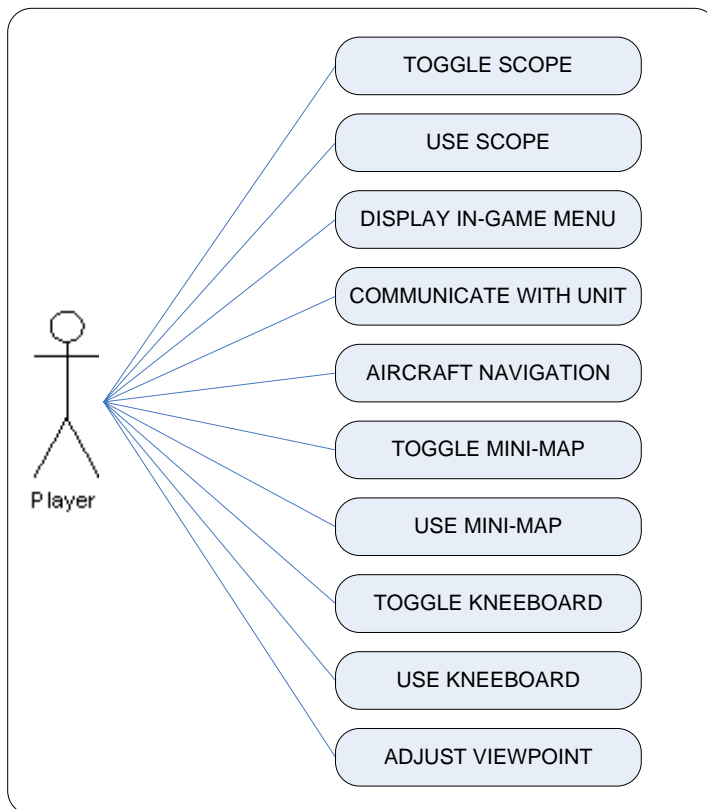 TOGGLE SCOPE
USE SCOPE
DISPLAY IN-GAME MENU
COMMUNICATE WITH UNIT
AIRCRAFT NAVIGATION
TOGGLE MINI-MAP
Player
USE MINI-MAP
TOGGLE KNEEBOARD
USE KNEEBOARD
ADJUST VIEWPOINT